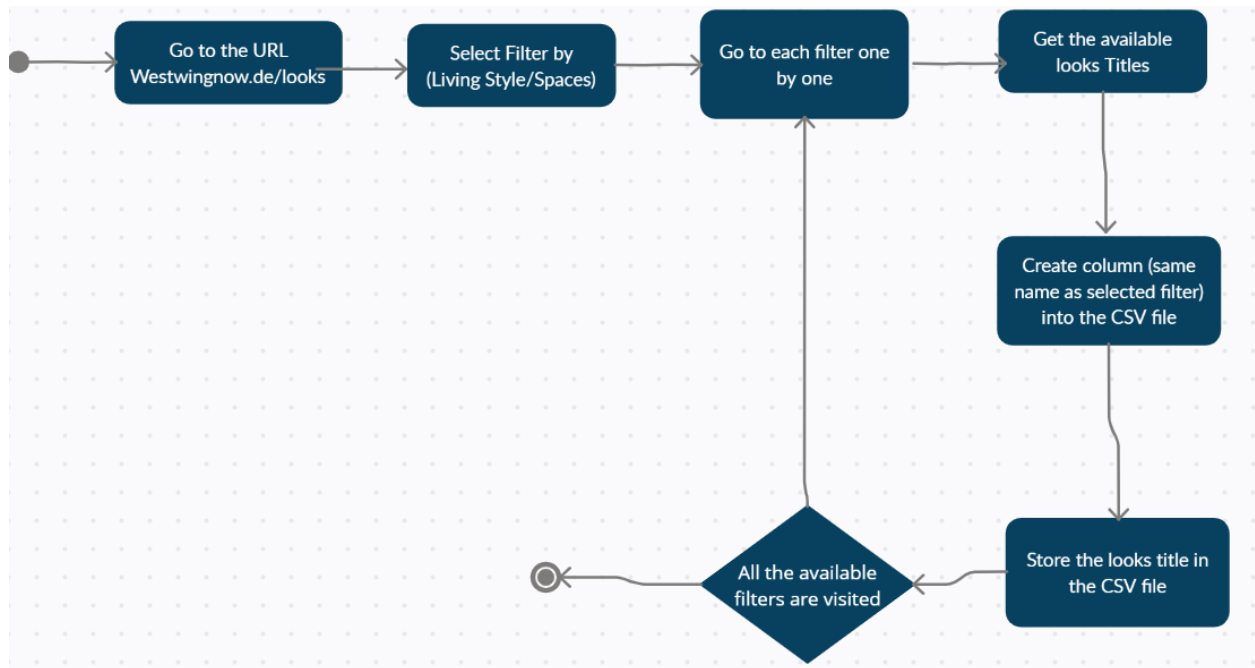 Go to the URL
Westwingnow.de/looks
Select Filter by
(Living Style/Spaces)
Go to each filter one
by one
Get the available
looks Titles
Create column (same
name as selected filter)
into the CSV file
Store the looks title in
the CSV file
All the available
filters are visited